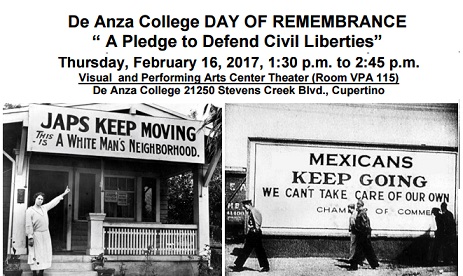 De Anza College DAY OF REMEMBRANCE
“ A Pledge to Defend Civil Liberties”
Thursday, February 16, 2017, 1:30 p.m. to 2:45 p.m.
Visual and Performing Arts Center Theater (Room VPA 115)
De Anza College 21250 Stevens Creek Blvd., Cupertino
JAPS KEEP MOVING
THIS IS A WHITE MAN'S NEIGHBORHOOD.
MEXICANS
KEEP GOING
WE CAN'T TAKE CARE OF OUR OWN
CHAM OF COMME